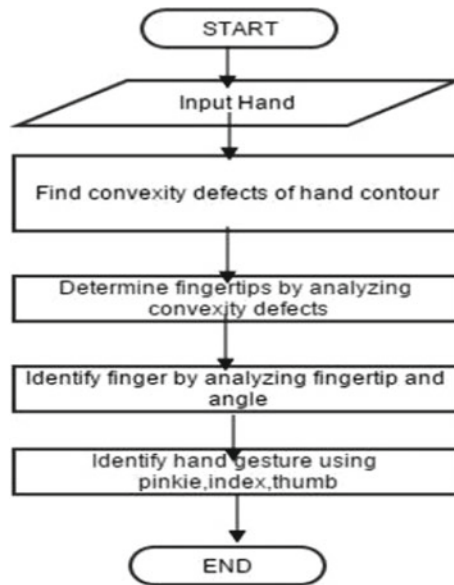 START
Input Hand
Find convexity defects of hand contour
Determine fingertips by analyzing
convexity defects
Identify finger by analyzing fingertip and
angle
Identify hand gesture using
pinkie,index,thumb
END